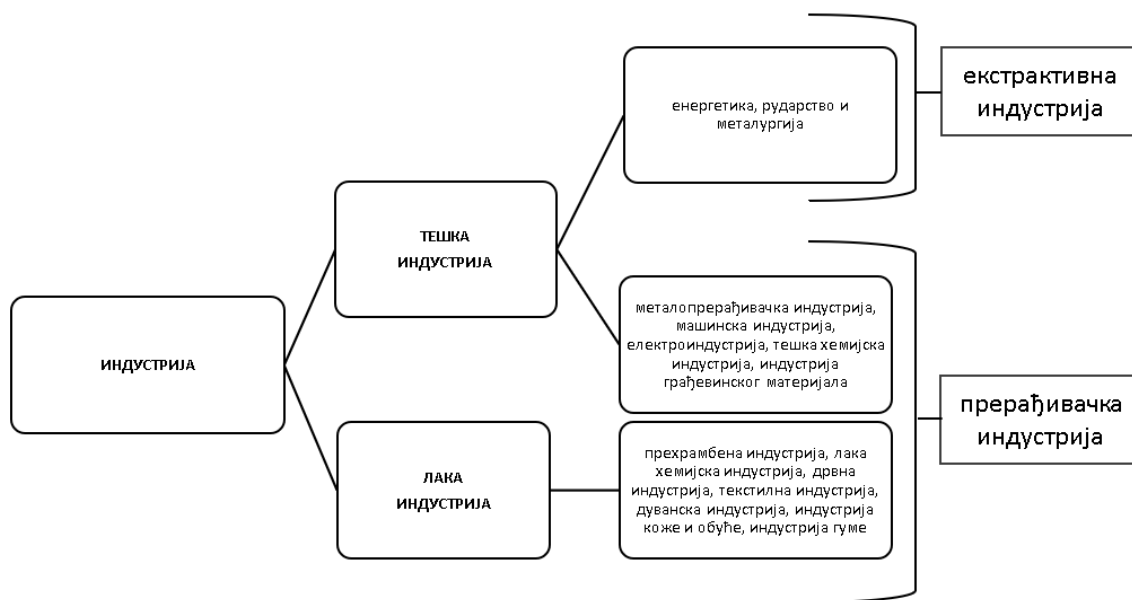 ИНДУСТРИЈА
ТЕШКА
ИНДУСТРИЈА
ЛАКА
ИНДУСТРИЈА
енергетика, рударство и
металургија
металопрерађивачка индустрија,
машинска индустрија,
електроиндустрија, тешка хемијска
индустрија, индустрија
грађевинског материјала
прехрамбена индустрија, лака
хемијска индустрија, дрвна
индустрија, текстилна индустрија,
дуванска индустрија, индустрија
коже и обуће, индустрија гуме
екстрактивна
индустрија
прерађивачка
индустрија